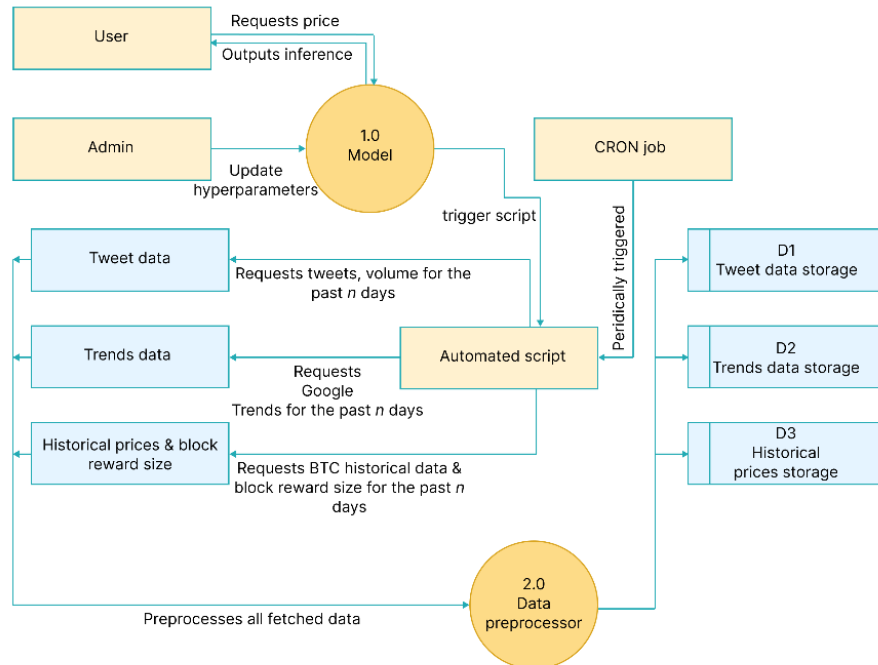 Requests price
User
Outputs inference
1.0
Model
Admin
CRON job
Update
hyperparameters
trigger script
Peridically triggered
Tweet data
Requests tweets, volume for the
past n days
D1
Tweet data storage
Trends data
Automated script
D2
Trends data storage
Requests
Google
Trends for the past n days
Historical prices & block
reward size
D3
Historical
prices storage
Requests BTC historical data &
block reward size for the past n
days
2.0
Data
preprocessor
Preprocesses all fetched data